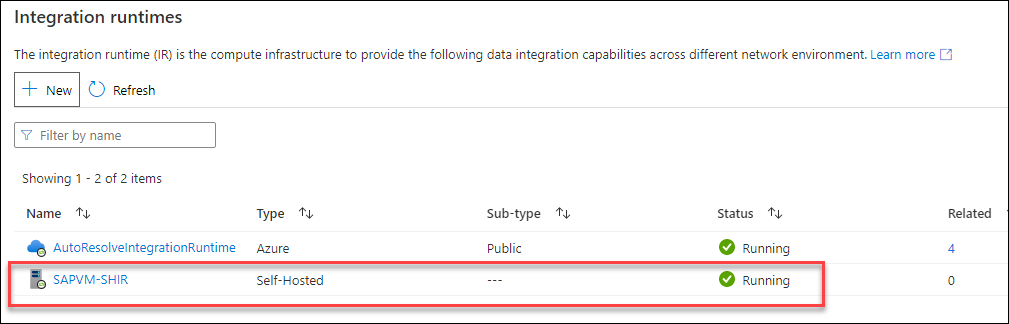 Integration runtimes
The integration runtime (IR) is the compute infrastructure to provide the following data integration capabilities across different network environment. Learn more
New Refresh
Filter by name
Showing 1 - 2 of 2 items
Name Type Sub-type Status Related
AutoResolveIntegrationRuntime Azure Public Running 4
SAPVM-SHIR Self-Hosted --- Running 0